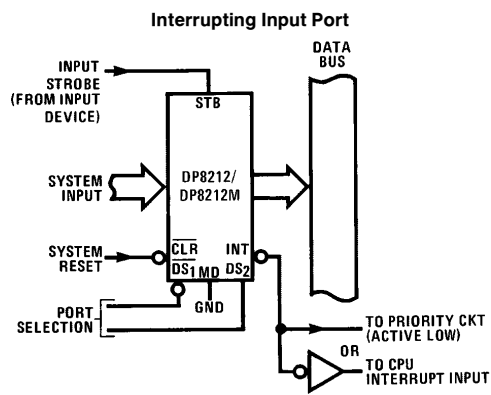 Interrupting Input Port
DATA
BUS
INPUT
STROBE
(FROM INPUT
DEVICE)
STB
DP8212/
DP8212M
SYSTEM
INPUT
SYSTEM
RESET
CLR
INT
DS1 MD DS2
GND
PORT
SELECTION
TO PRIORITY CKT
(ACTIVE LOW)
OR
TO CPU
INTERRUPT INPUT